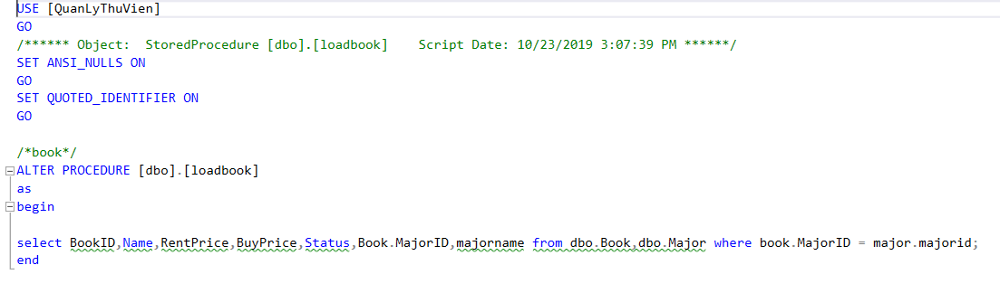 USE [QuanLyThuVien]
GO
/****** Object:  StoredProcedure [dbo].[loadbook]    Script Date: 10/23/2019 3:07:39 PM ******/
SET ANSI_NULLS ON
GO
SET QUOTED_IDENTIFIER ON
GO
/*book*/
ALTER PROCEDURE [dbo].[loadbook]
as
begin
select BookID,Name,RentPrice,BuyPrice,Status,Book.MajorID,majorname from dbo.Book,dbo.Major where book.MajorID = major.majorid;
end